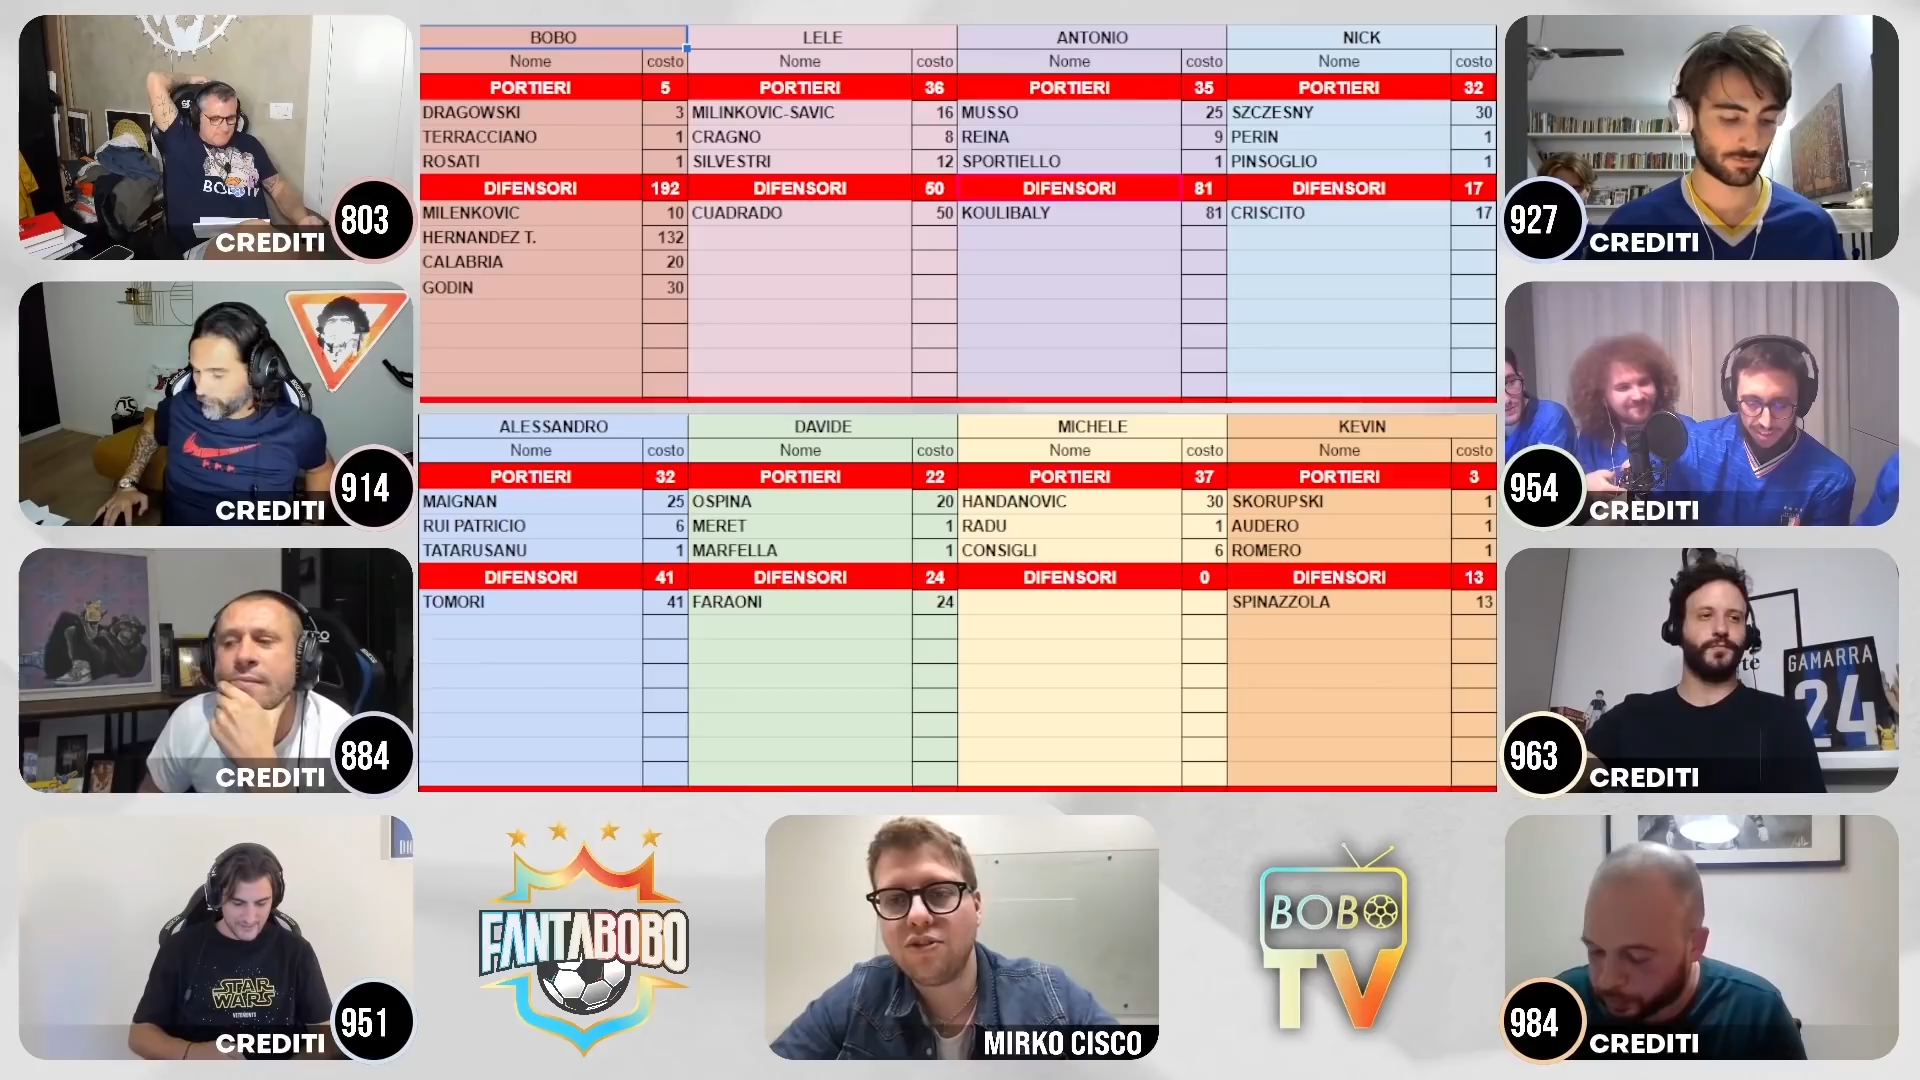 BOBO LELE ANTONIO NICK
Nome costo Nome costo Nome costo Nome costo
PORTIERI 5 PORTIERI 36 PORTIERI 35 PORTIERI 32
DRAGOWSKI 3 MILINKOVIC-SAVIC 16 MUSSO 25 SZCZESNY 30
TERRACCIANO 1 CRAGNO 8 REINA 9 PERIN 1
ROSATI 1 SILVESTRI 12 SPORTIELLO 1 PINSOGLIO 1
DIFENSORI 192 DIFENSORI 50 DIFENSORI 81 DIFENSORI 17
MILENKOVIC 10 CUADRADO 50 KOULIBALY 81 CRISCITO 17
HERNANDEZ T. 132
CALABRIA 20
GODIN 30
ALESSANDRO DAVIDE MICHELE KEVIN
Nome costo Nome costo Nome costo Nome costo
PORTIERI 32 PORTIERI 22 PORTIERI 37 PORTIERI 3
MAIGNAN 25 OSPINA 20 HANDANOVIC 30 SKORUPSKI 1
RUI PATRICIO 6 MERET 1 RADU 1 AUDERO 1
TATARUSANU 1 MARFELLA 1 CONSIGLI 6 ROMERO 1
DIFENSORI 41 DIFENSORI 24 DIFENSORI 0 DIFENSORI 13
TOMORI 41 FARAONI 24 SPINAZZOLA 13
CREDITI 803
CREDITI 914
CREDITI 884
STAR
WARS
CREDITI 951
927 CREDITI
954 CREDITI
GAMARRA
24
963 CREDITI
984 CREDITI
FANTABOBO
MIRKO CISCO
BOBO
TV